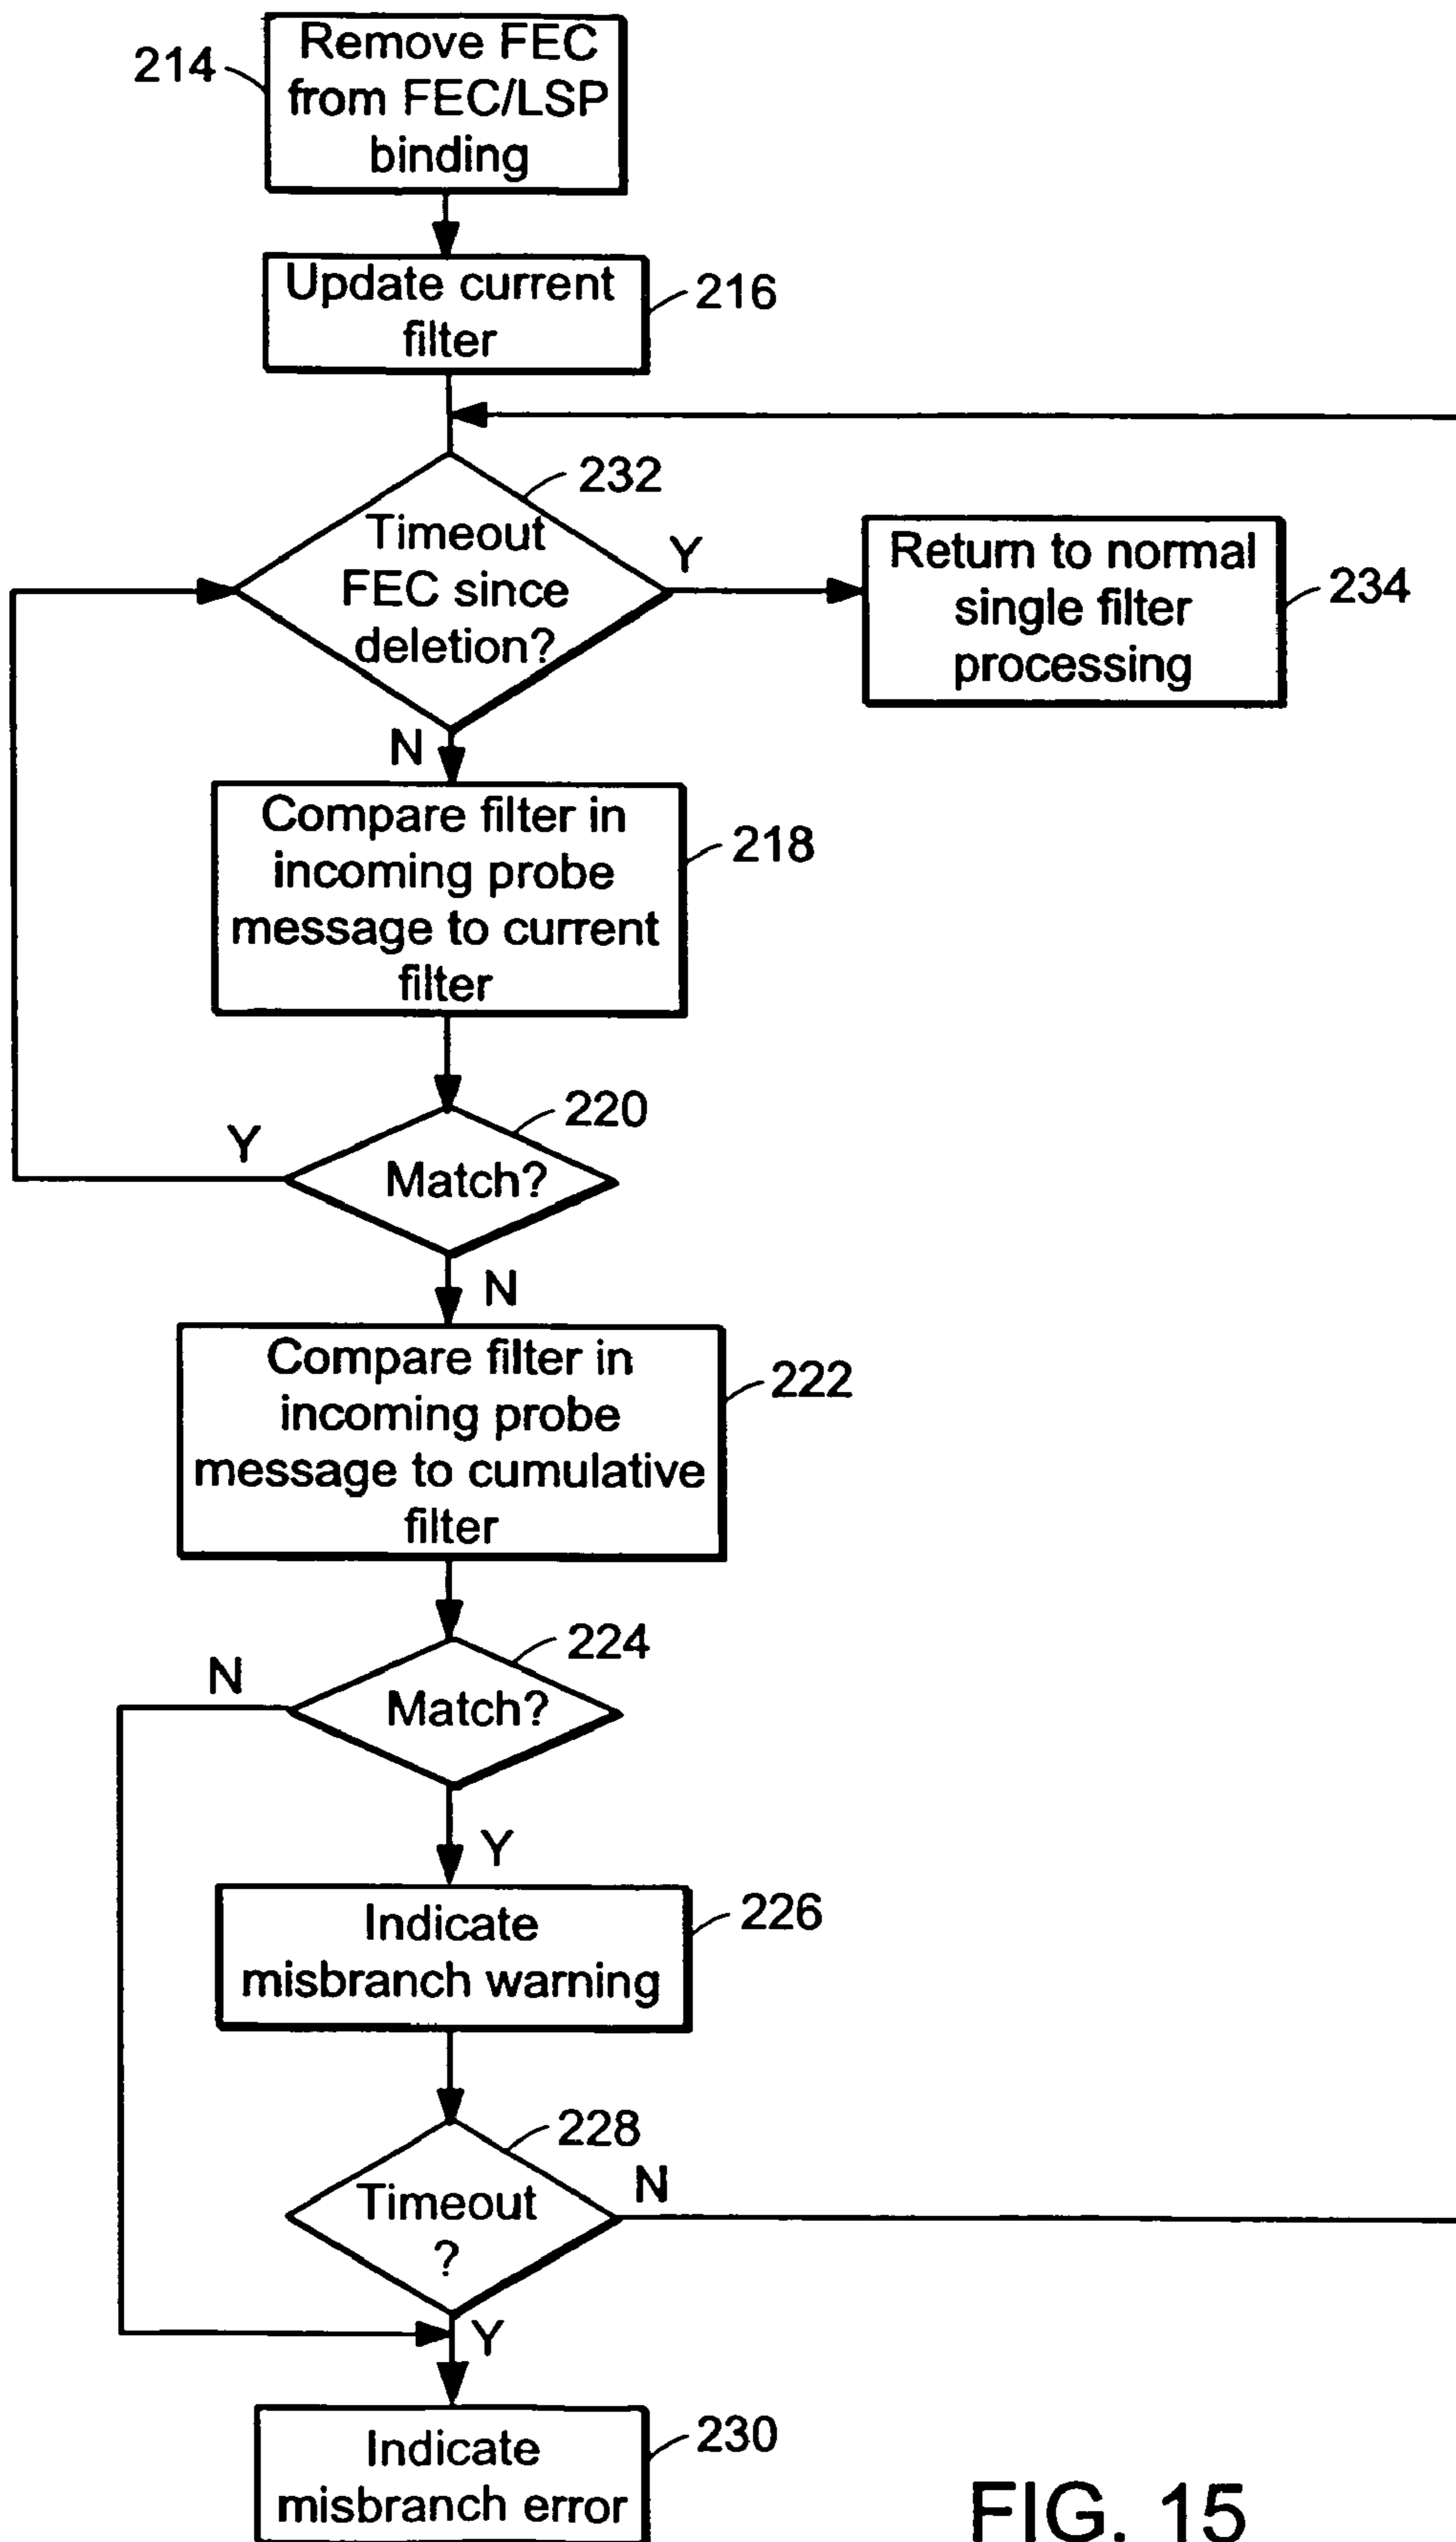 Remove FEC
from FEC/LSP
binding
214
Update current
filter
216
232
Timeout
FEC since
deletion?
Y
Return to normal
single filter
processing
234
N
Compare filter in
incoming probe
message to current
filter
218
220
Y
Match?
N
Compare filter in
incoming probe
message to cumulative
filter
222
224
N
Match?
Y
Indicate
misbranch warning
226
228
Timeout
?
N
Y
Indicate
misbranch error
230
FIG. 15